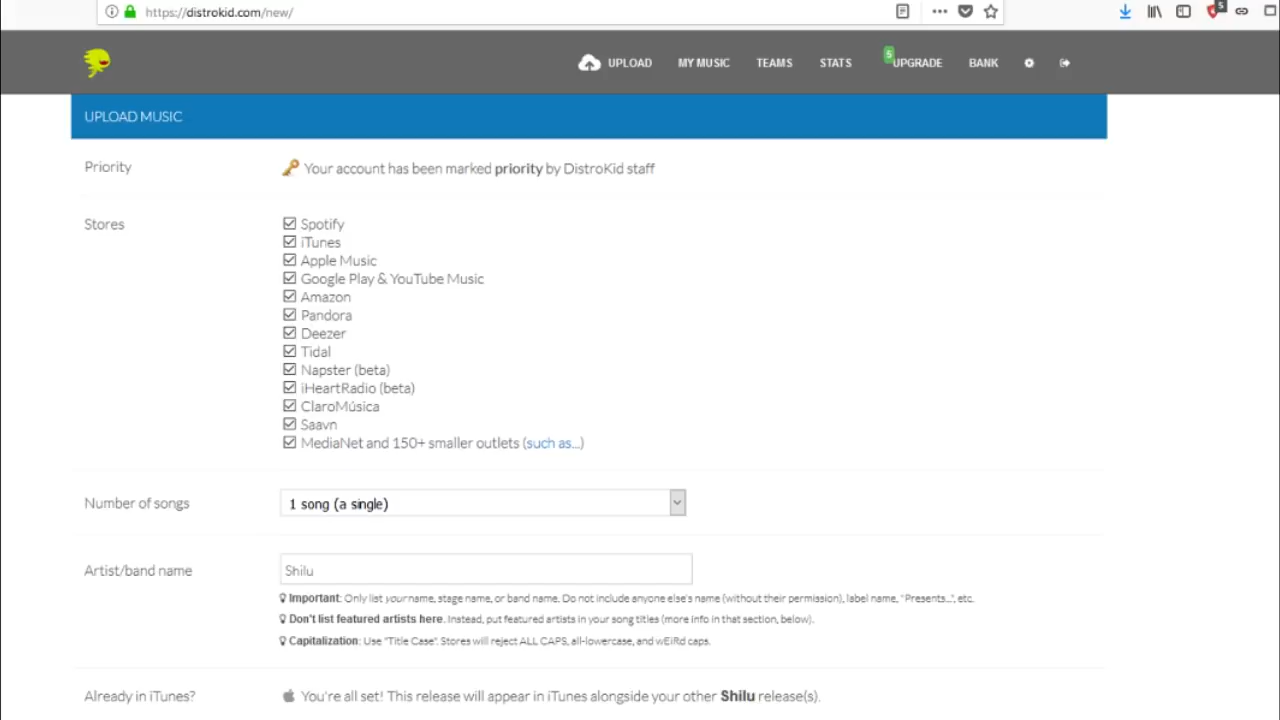 https://distrokid.com/new/
5
UPLOAD MY MUSIC TEAMS STATS 5 UPGRADE BANK
UPLOAD MUSIC
Priority Your account has been marked priority by DistroKid staff
Stores
Spotify
iTunes
Apple Music
Google Play & YouTube Music
Amazon
Pandora
Deezer
Tidal
Napster (beta)
iHeartRadio (beta)
ClaroMúsica
Saavn
MediaNet and 150+ smaller outlets (such as...)
Number of songs 1 song (a single)
Artist/band name Shilu
Important: Only list your name, stage name, or band name. Do not include anyone else's name (without their permission), label name, "Presents...", etc.
Don't list featured artists here. Instead, put featured artists in your song titles (more info in that section, below).
Capitalization: Use "Title Case". Stores will reject ALL CAPS, all-lowercase, and wEiRd caps.
Already in iTunes? You're all set! This release will appear in iTunes alongside your other Shilu release(s).